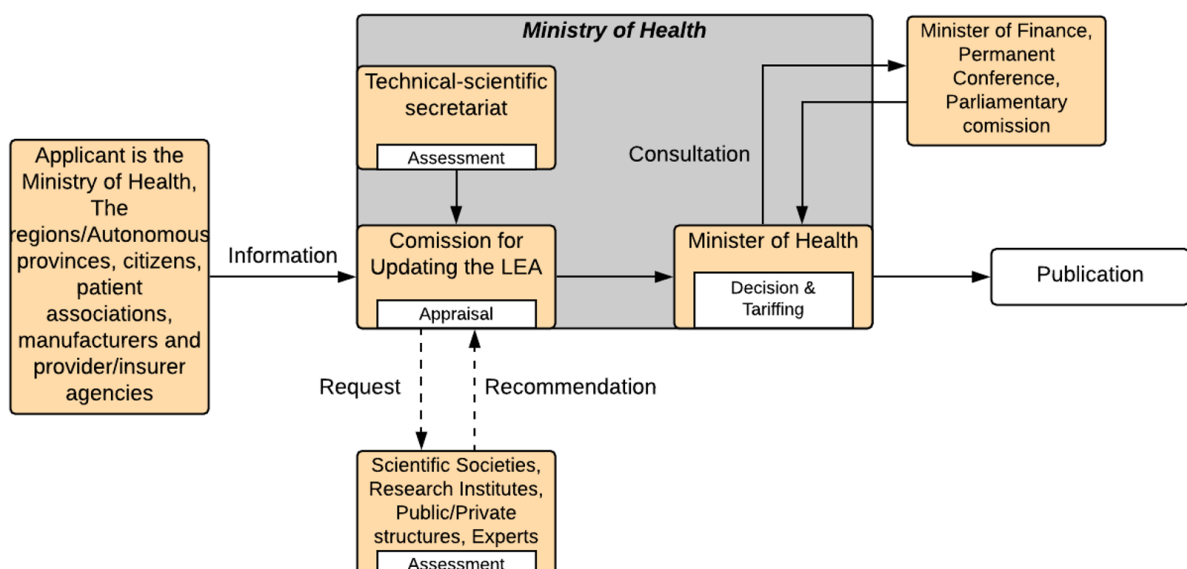 Ministry of Health
Technical-scientific
secretariat
Assessment
Minister of Finance,
Permanent
Conference,
Parliamentary
comission
Consultation
Applicant is the
Ministry of Health,
The
regions/Autonomous
provinces, citizens,
patient
associations,
manufacturers and
provider/insurer
agencies
Information
Comission for
Updating the LEA
Appraisal
Minister of Health
Decision &
Tariffing
Publication
Request
Recommendation
Scientific Societies,
Research Institutes,
Public/Private
structures, Experts
Assessment